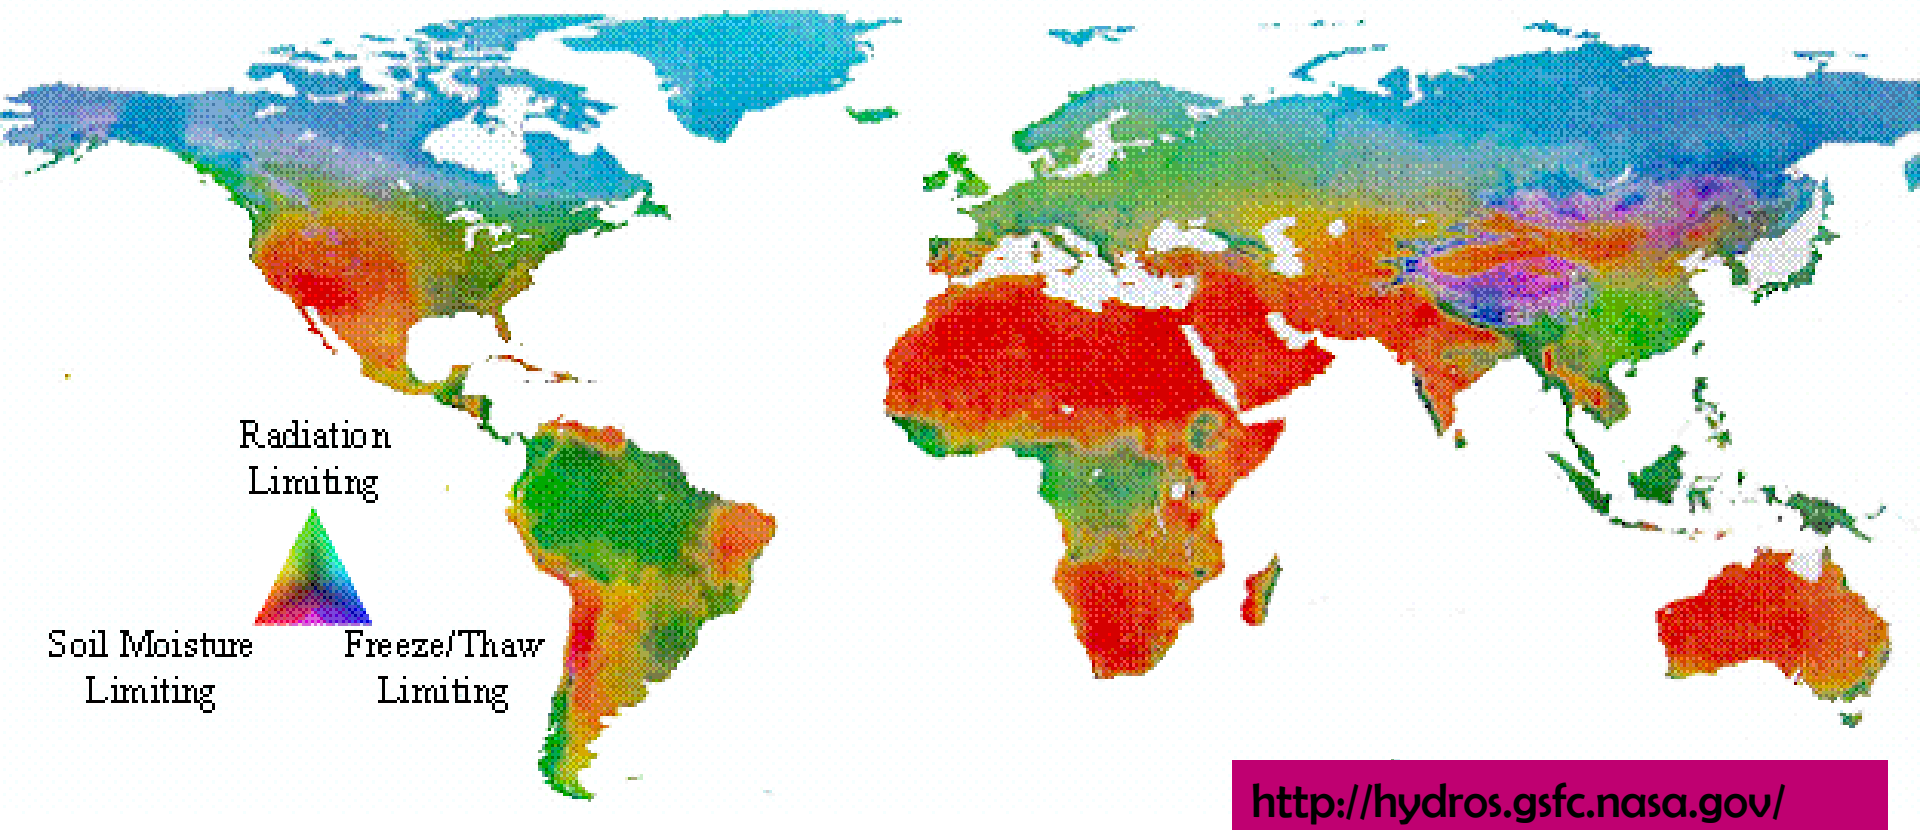 Radiation
Limiting
Soil Moisture
Limiting
Freeze/Thaw
Limiting
http://hydros.gsfc.nasa.gov/